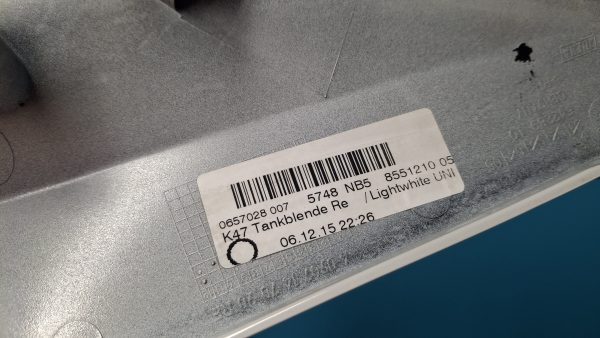 0657028 007 5748 NB5 8551210 05
K47 Tankblende Re /Lightwhite UNI
06.12.15 22:26